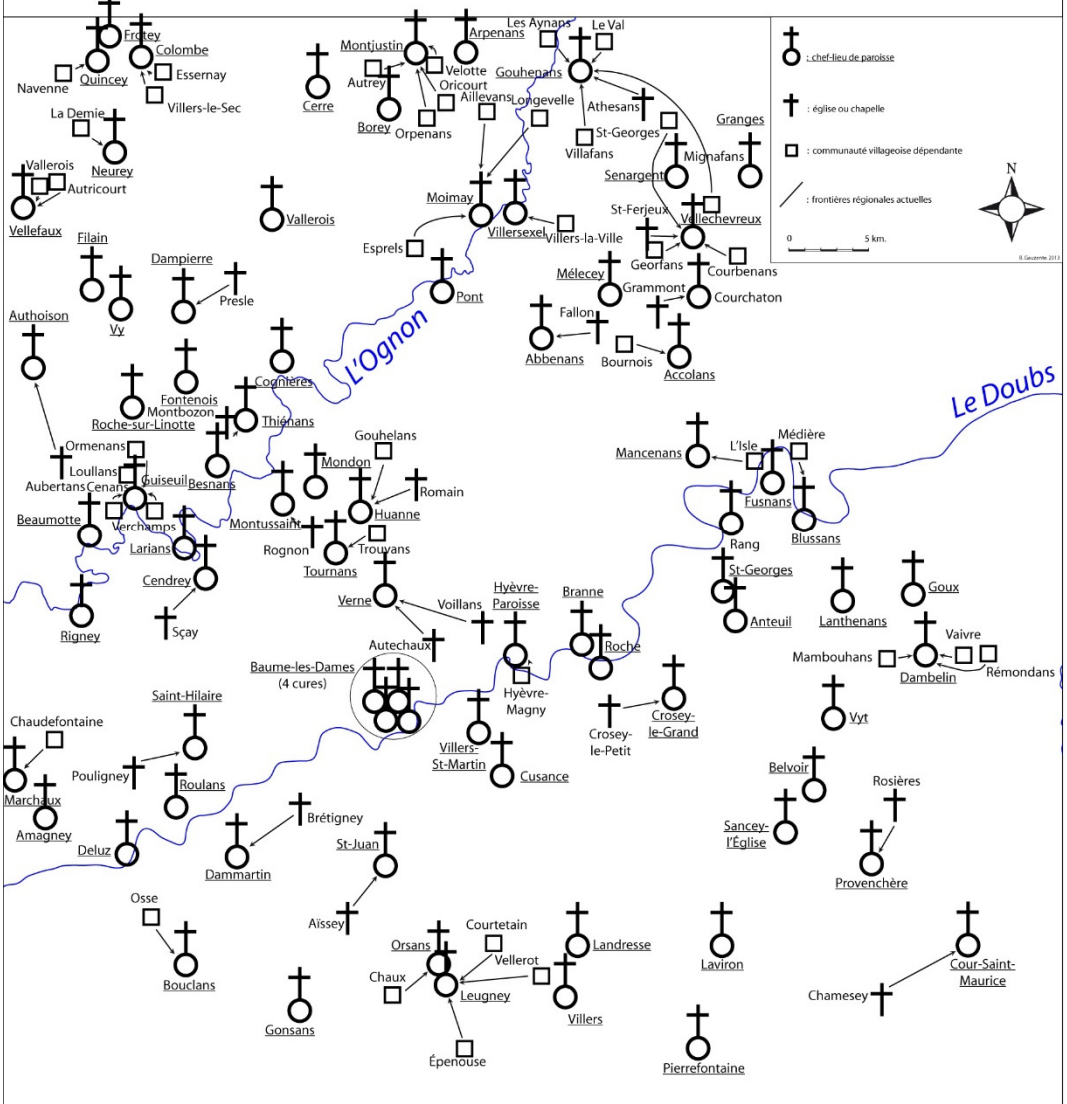 Frotey
Colombe
Quincey
Navenne
Essernay
Villers-le-Sec
La Demie
Neurey
Vallerois
Autricourt
Vellefaux
Cerre
Montjustin
Arpenans
Autrey
Velotte
Oricourt
Borey
Orpenans
Aillevans
Longevelle
Les Aynans
Le Val
Gouhenans
Athesans
St-Georges
Villafans
Granges
Mignafans
Senargent
Vallerois
Moimay
Villersexel
Villers-la-Ville
Esprels
Pont
St-Ferjeux
Vellechevreux
Georfans
Courbenans
Mélecey
Grammont
Courchaton
Fallon
Abbenans
Bournois
Accolans
: chef-lieu de paroisse
: église ou chapelle
: communauté villageoise dépendante
: frontières régionales actuelles
N
0
5 km.
B. Gauzente 2013
Filain
Vy
Dampierre
Presle
Authoison
Cognières
L'Ognon
Le Doubs
Fontenois
Montbozon
Roche-sur-Linotte
Thiénans
Besnans
Ormenans
Loullans
Cenans
Guiseuil
Aubertans
Verchamps
Beaumotte
Larians
Cendrey
Rigney
Sçay
Gouhelans
Mondon
Romain
Huanne
Montussaint
Rognon
Trouvans
Tournans
Mancenans
L'Isle
Médière
Fusnans
Blussans
Rang
St-Georges
Anteuil
Lanthenans
Goux
Verne
Voillans
Autechaux
Hyèvre-
Paroisse
Hyèvre-
Magny
Branne
Roche
Mambouhans
Vaivre
Dambelin
Rémondans
Baume-les-Dames
(4 cures)
Saint-Hilaire
Chaudefontaine
Pouligney
Marchaux
Amagney
Roulans
Deluz
Villers-
St-Martin
Cusance
Crosey-
le-Petit
Crosey-
le-Grand
Vyt
Belvoir
Rosières
Sancey-
l'Église
Provenchère
Brétigney
Dammartin
St-Juan
Aïssey
Osse
Bouclans
Gonsans
Orsans
Courtetain
Vellerot
Chaux
Leugney
Épenouse
Landresse
Villers
Laviron
Pierrefontaine
Chamesey
Cour-Saint-
Maurice